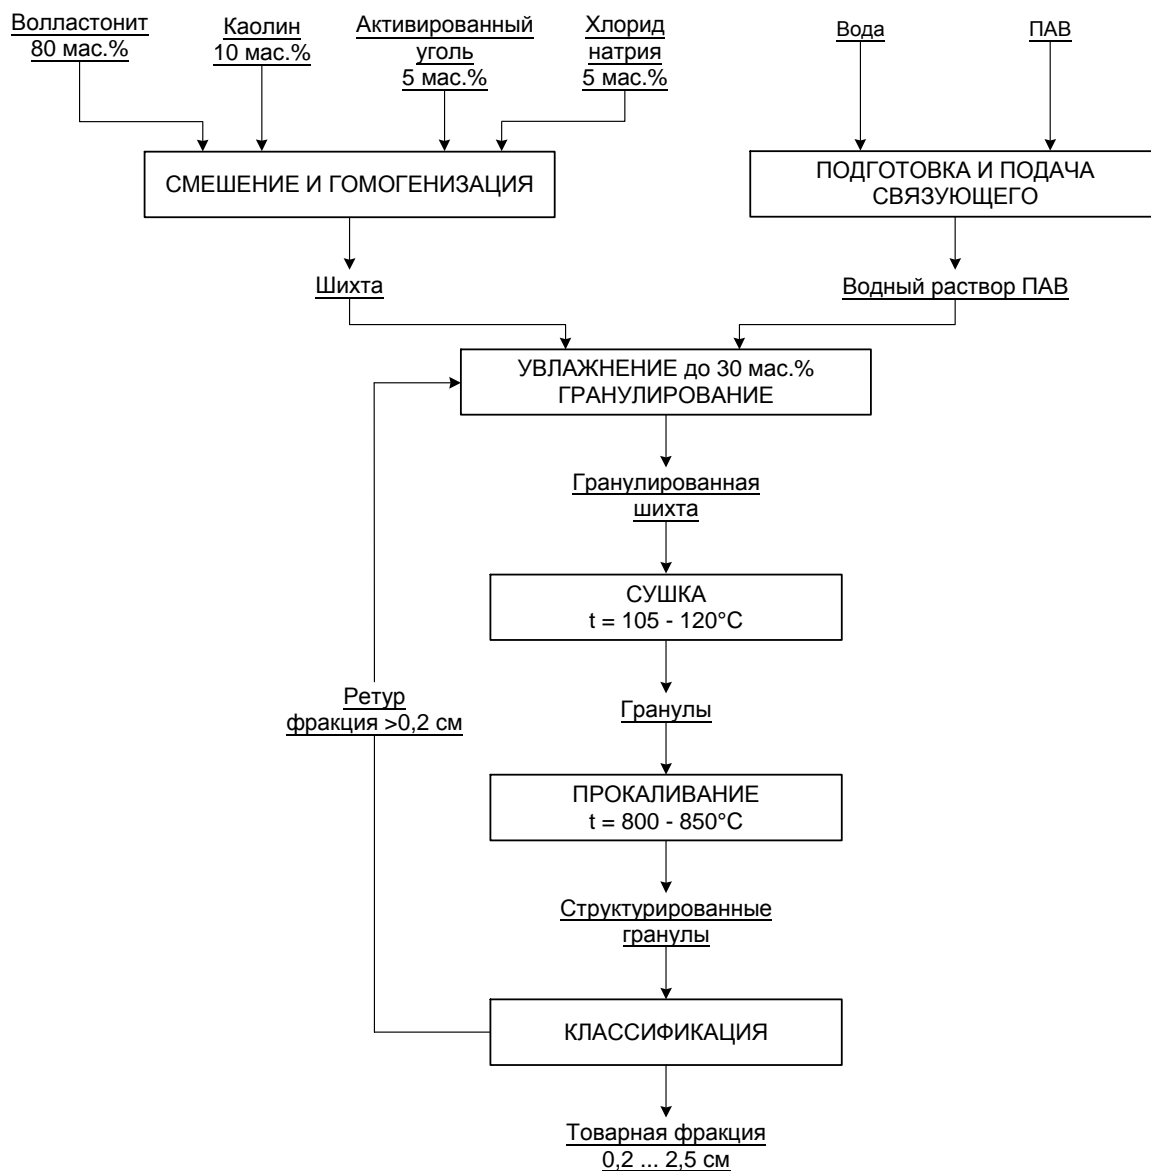 Волластонит
80 мас.%
Каолин
10 мас.%
Активированный
уголь
5 мас.%
Хлорид
натрия
5 мас.%
Вода
ПАВ
СМЕШЕНИЕ И ГОМОГЕНИЗАЦИЯ
ПОДГОТОВКА И ПОДАЧА
СВЯЗУЮЩЕГО
Шихта
Водный раствор ПАВ
УВЛАЖНЕНИЕ до 30 мас.%
ГРАНУЛИРОВАНИЕ
Гранулированная
шихта
СУШКА
t = 105 - 120°С
Ретур
фракция >0,2 см
Гранулы
ПРОКАЛИВАНИЕ
t = 800 - 850°С
Структурированные
гранулы
КЛАССИФИКАЦИЯ
Товарная фракция
0,2 ... 2,5 см